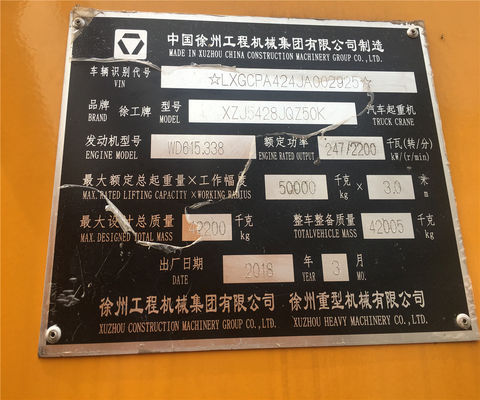 中国徐州工程机械集团有限公司制造
MADE IN XUZHOU CHINA CONSTRUCTION MACHINERY GROUP CO., LTD.
车辆识别代号 ☆LXGCPA424JA002925☆
VIN
品牌 徐工牌 型号 XZJ5428JQZ50K 汽车起重机
BRAND MODEL TRUCK CRANE
发动机型号 WD615.338 额定功率 247/2200 千瓦(转/分)
ENGINE MODEL ENGINE RATED OUTPUT kW/(r/min)
最大额定总起重量×工作幅度 50000 千克 × 3.0 米
MAX.RATED LIFTING CAPACITY×WORKING RADIUS kg m
最大设计总质量 42200 千克 整车整备质量 42005 千克
MAX. DESIGNED TOTAL MASS kg TOTALVEHICLE MASS kg
出厂日期 2018 年 3 月
DATE YEAR MO.
徐州工程机械集团有限公司 徐州重型机械有限公司
XUZHOU CONSTRUCTION MACHINERY GROUP CO., LTD. XUZHOU HEAVY MACHINERY CO., LTD.